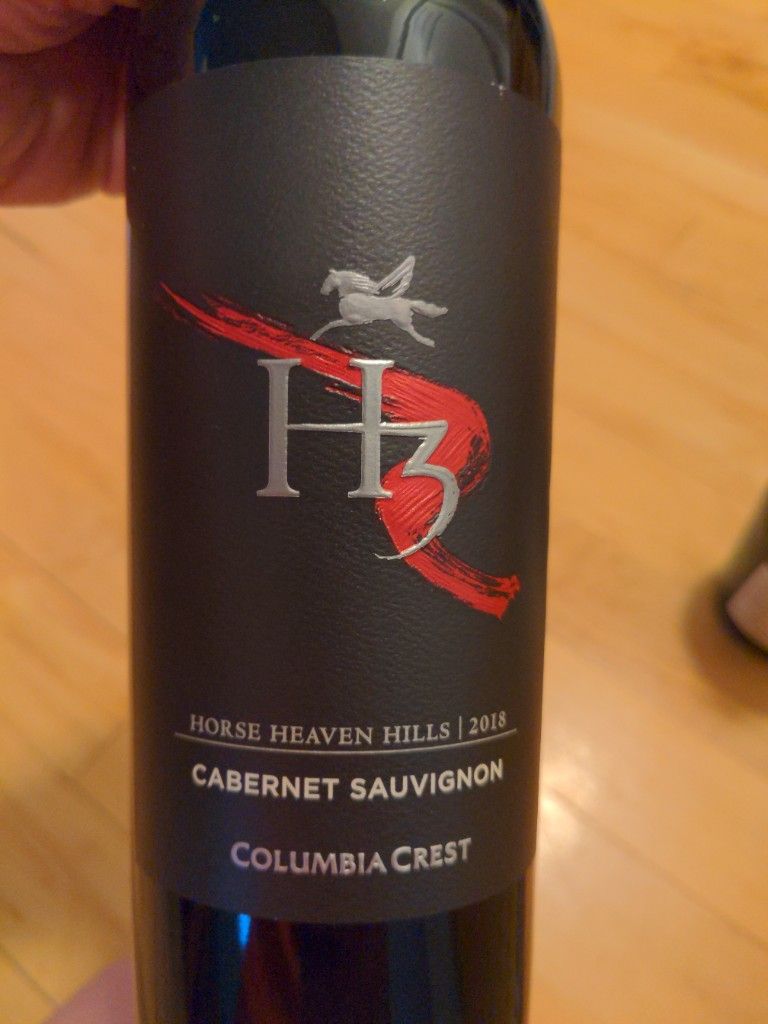 H3
HORSE HEAVEN HILLS | 2018
CABERNET SAUVIGNON
COLUMBIA CREST